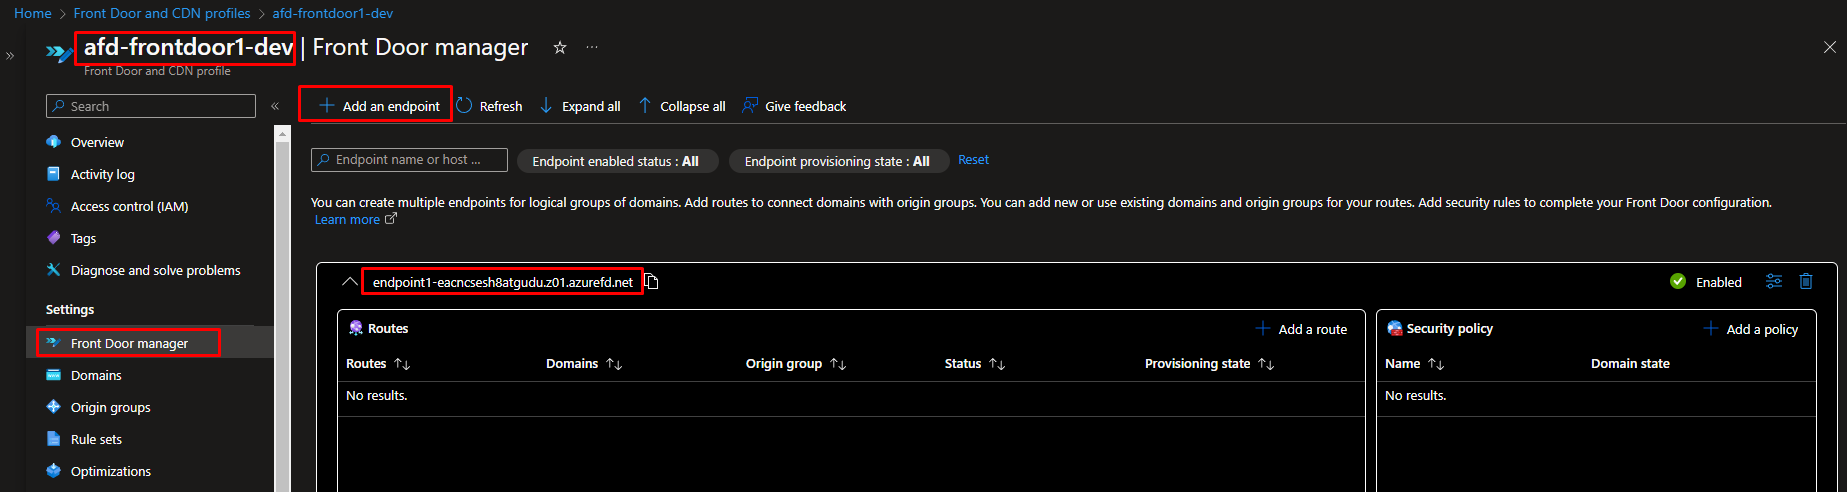 Home > Front Door and CDN profiles > afd-frontdoor1-dev
afd-frontdoor1-dev | Front Door manager
Front Door and CDN profile
Search
Add an endpoint Refresh Expand all Collapse all Give feedback
Overview
Activity log
Access control (IAM)
Tags
Diagnose and solve problems
Settings
Front Door manager
Domains
Origin groups
Rule sets
Optimizations
Endpoint name or host ... Endpoint enabled status : All Endpoint provisioning state : All Reset
You can create multiple endpoints for logical groups of domains. Add routes to connect domains with origin groups. You can add new or use existing domains and origin groups for your routes. Add security rules to complete your Front Door configuration.
Learn more
endpoint1-eacncsesh8atgudu.z01.azurefd.net Enabled
Routes Add a route
Routes Domains Origin group Status Provisioning state
No results.
Security policy Add a policy
Name Domain state
No results.